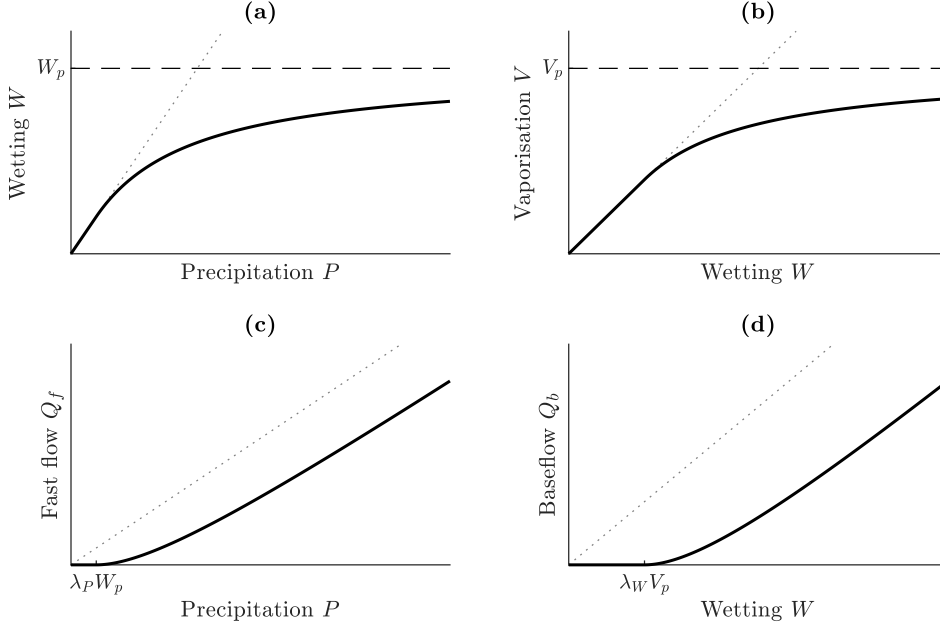 (a)
W_p
Wetting W
Precipitation P
(b)
V_p
Vaporisation V
Wetting W
(c)
Fast flow Q_f
λ_P W_p
Precipitation P
(d)
Baseflow Q_b
λ_W V_p
Wetting W